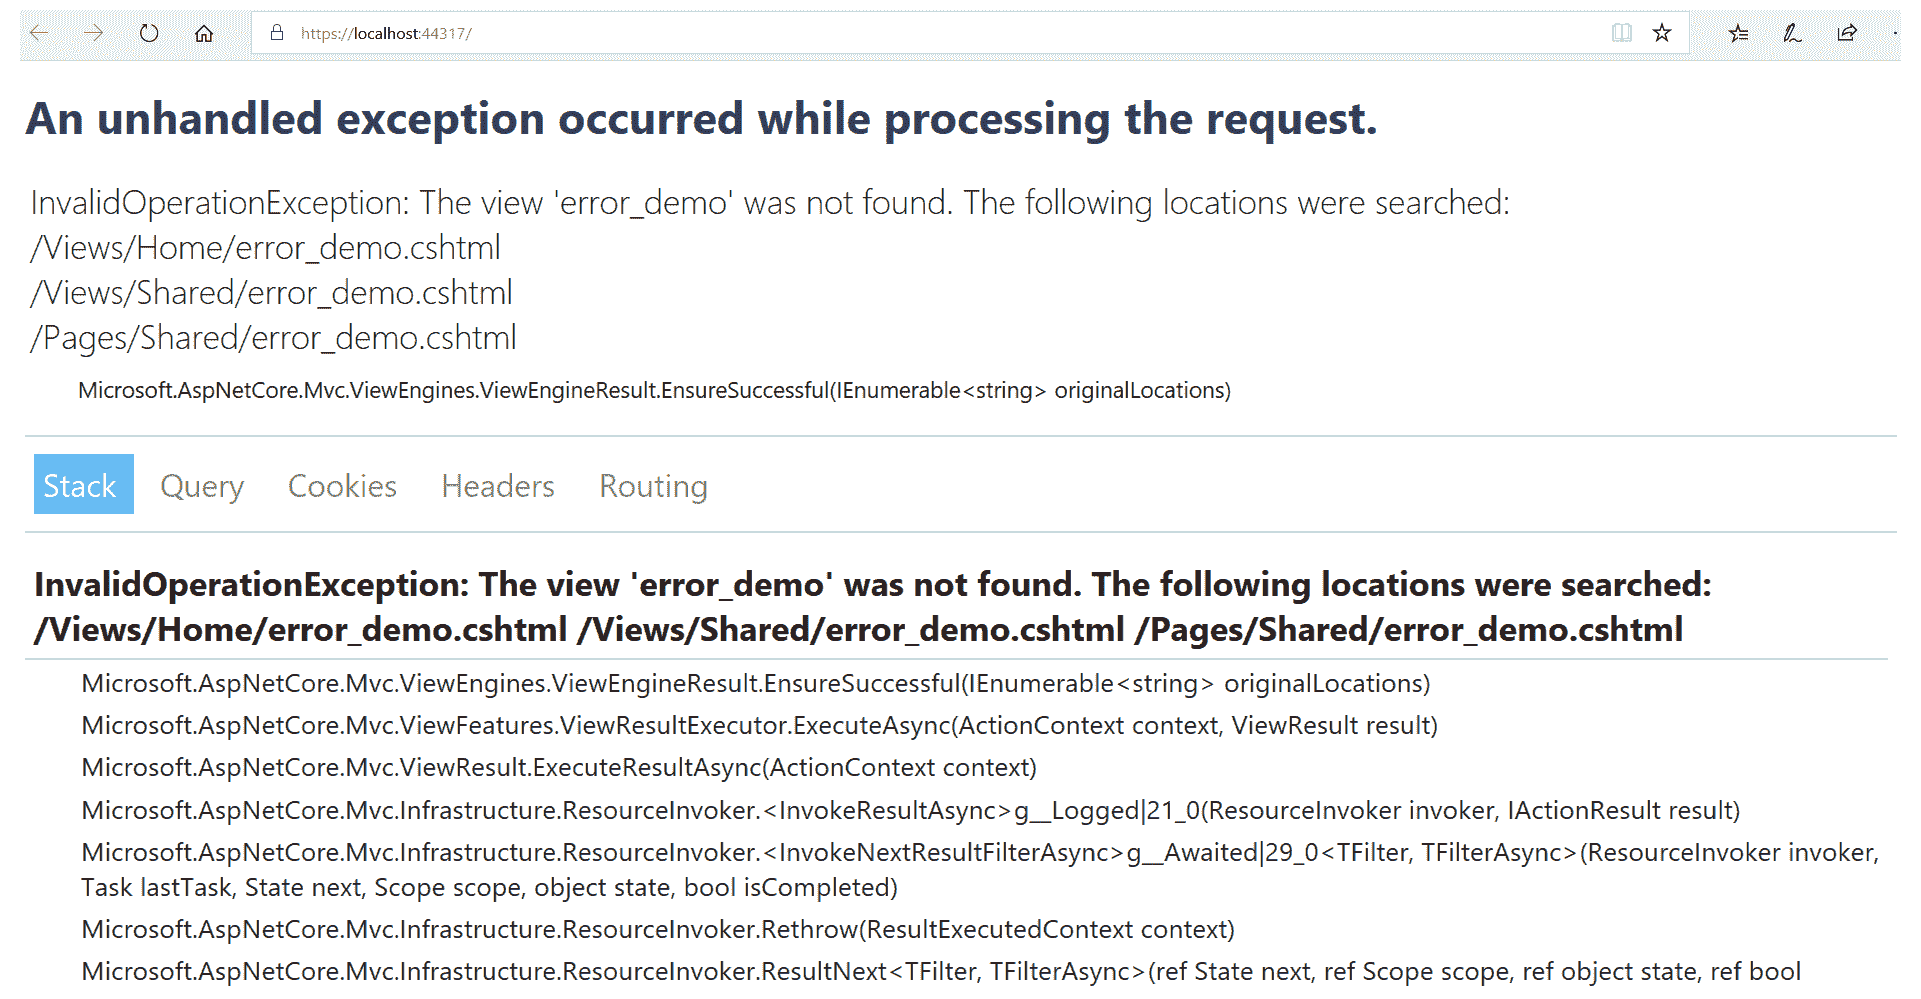 https://localhost:44317/
An unhandled exception occurred while processing the request.
InvalidOperationException: The view 'error_demo' was not found. The following locations were searched:
/Views/Home/error_demo.cshtml
/Views/Shared/error_demo.cshtml
/Pages/Shared/error_demo.cshtml
Microsoft.AspNetCore.Mvc.ViewEngines.ViewEngineResult.EnsureSuccessful(IEnumerable<string> originalLocations)
Stack Query Cookies Headers Routing
InvalidOperationException: The view 'error_demo' was not found. The following locations were searched:
/Views/Home/error_demo.cshtml /Views/Shared/error_demo.cshtml /Pages/Shared/error_demo.cshtml
Microsoft.AspNetCore.Mvc.ViewEngines.ViewEngineResult.EnsureSuccessful(IEnumerable<string> originalLocations)
Microsoft.AspNetCore.Mvc.ViewFeatures.ViewResultExecutor.ExecuteAsync(ActionContext context, ViewResult result)
Microsoft.AspNetCore.Mvc.ViewResult.ExecuteResultAsync(ActionContext context)
Microsoft.AspNetCore.Mvc.Infrastructure.ResourceInvoker.<InvokeResultAsync>g__Logged|21_0(ResourceInvoker invoker, IActionResult result)
Microsoft.AspNetCore.Mvc.Infrastructure.ResourceInvoker.<InvokeNextResultFilterAsync>g__Awaited|29_0<TFilter, TFilterAsync>(ResourceInvoker invoker,
Task lastTask, State next, Scope scope, object state, bool isCompleted)
Microsoft.AspNetCore.Mvc.Infrastructure.ResourceInvoker.Rethrow(ResultExecutedContext context)
Microsoft.AspNetCore.Mvc.Infrastructure.ResourceInvoker.ResultNext<TFilter, TFilterAsync>(ref State next, ref Scope scope, ref object state, ref bool